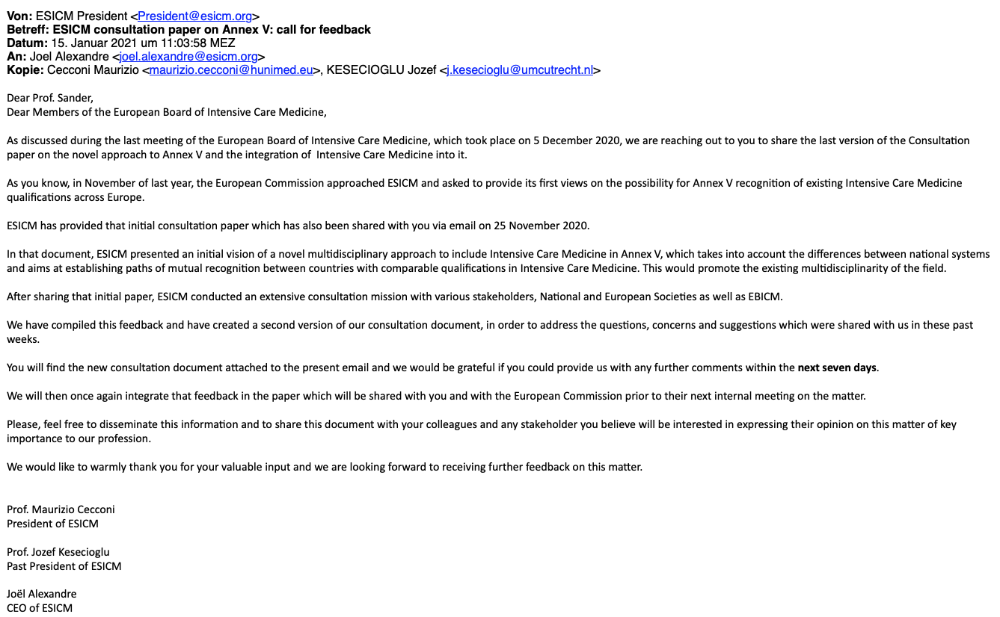 Von: ESICM President <President@esicm.org>
Betreff: ESICM consultation paper on Annex V: call for feedback
Datum: 15. Januar 2021 um 11:03:58 MEZ
An: Joel Alexandre <joel.alexandre@esicm.org>
Kopie: Cecconi Maurizio <maurizio.cecconi@hunimed.eu>, KESECIOGLU Jozef <j.kesecioglu@umcutrecht.nl>
Dear Prof. Sander,
Dear Members of the European Board of Intensive Care Medicine,
As discussed during the last meeting of the European Board of Intensive Care Medicine, which took place on 5 December 2020, we are reaching out to you to share the last version of the Consultation
paper on the novel approach to Annex V and the integration of  Intensive Care Medicine into it.
As you know, in November of last year, the European Commission approached ESICM and asked to provide its first views on the possibility for Annex V recognition of existing Intensive Care Medicine
qualifications across Europe.
ESICM has provided that initial consultation paper which has also been shared with you via email on 25 November 2020.
In that document, ESICM presented an initial vision of a novel multidisciplinary approach to include Intensive Care Medicine in Annex V, which takes into account the differences between national systems
and aims at establishing paths of mutual recognition between countries with comparable qualifications in Intensive Care Medicine. This would promote the existing multidisciplinarity of the field.
After sharing that initial paper, ESICM conducted an extensive consultation mission with various stakeholders, National and European Societies as well as EBICM.
We have compiled this feedback and have created a second version of our consultation document, in order to address the questions, concerns and suggestions which were shared with us in these past
weeks.
You will find the new consultation document attached to the present email and we would be grateful if you could provide us with any further comments within the next seven days.
We will then once again integrate that feedback in the paper which will be shared with you and with the European Commission prior to their next internal meeting on the matter.
Please, feel free to disseminate this information and to share this document with your colleagues and any stakeholder you believe will be interested in expressing their opinion on this matter of key
importance to our profession.
We would like to warmly thank you for your valuable input and we are looking forward to receiving further feedback on this matter.
Prof. Maurizio Cecconi
President of ESICM
Prof. Jozef Kesecioglu
Past President of ESICM
Joël Alexandre
CEO of ESICM